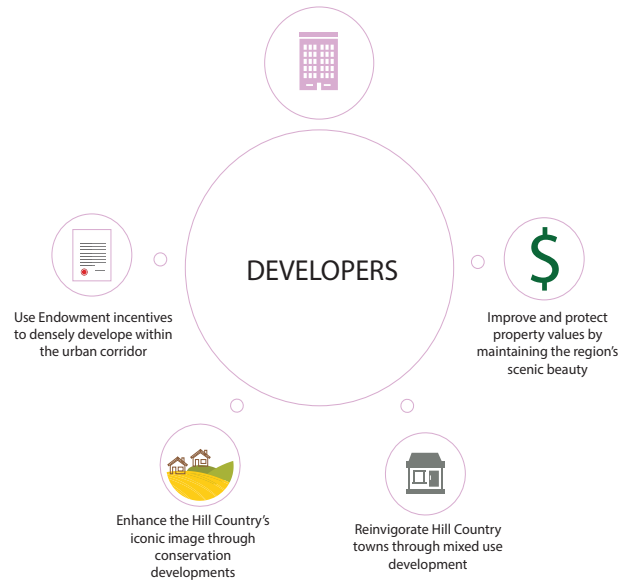 DEVELOPERS
Use Endowment incentives
to densely develope within
the urban corridor
$
Improve and protect
property values by
maintaining the region's
scenic beauty
Enhance the Hill Country's
iconic image through
conservation
developments
Reinvigorate Hill Country
towns through mixed use
development